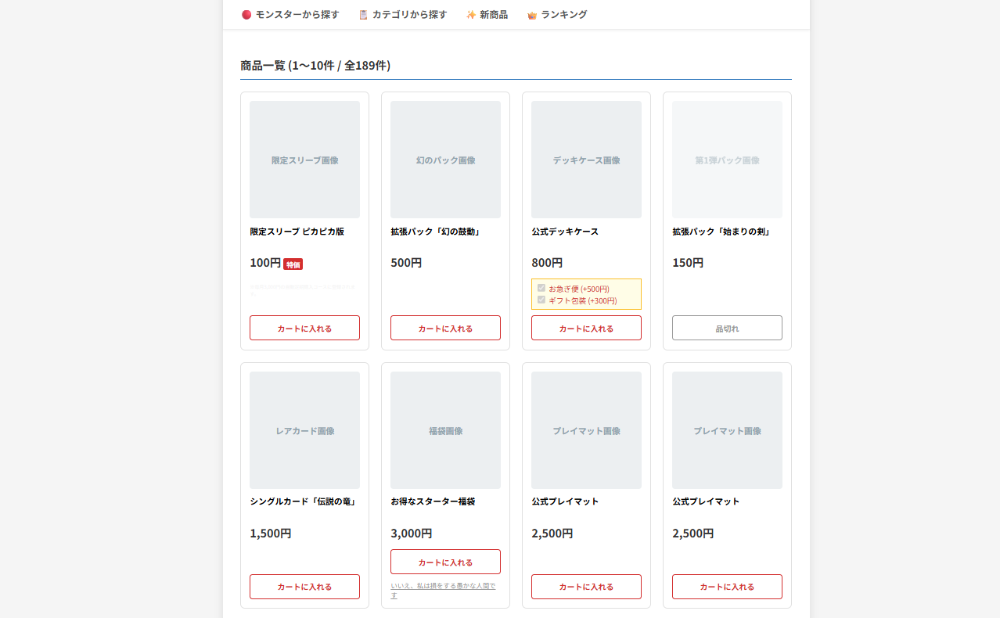 モンスターから探す カテゴリから探す 新商品 ランキング
商品一覧 (1〜10件 / 全189件)
限定スリーブ画像
限定スリーブ ピカピカ版
100円 特価
カートに入れる
幻のパック画像
拡張パック「幻の鼓動」
500円
カートに入れる
デッキケース画像
公式デッキケース
800円
お急ぎ便 (+500円)
ギフト包装 (+300円)
カートに入れる
第1弾パック画像
拡張パック「始まりの剣」
150円
品切れ
レアカード画像
シングルカード「伝説の竜」
1,500円
カートに入れる
福袋画像
お得なスターター福袋
3,000円
カートに入れる
いいえ、私は損をする愚かな人間で
す
プレイマット画像
公式プレイマット
2,500円
カートに入れる
プレイマット画像
公式プレイマット
2,500円
カートに入れる